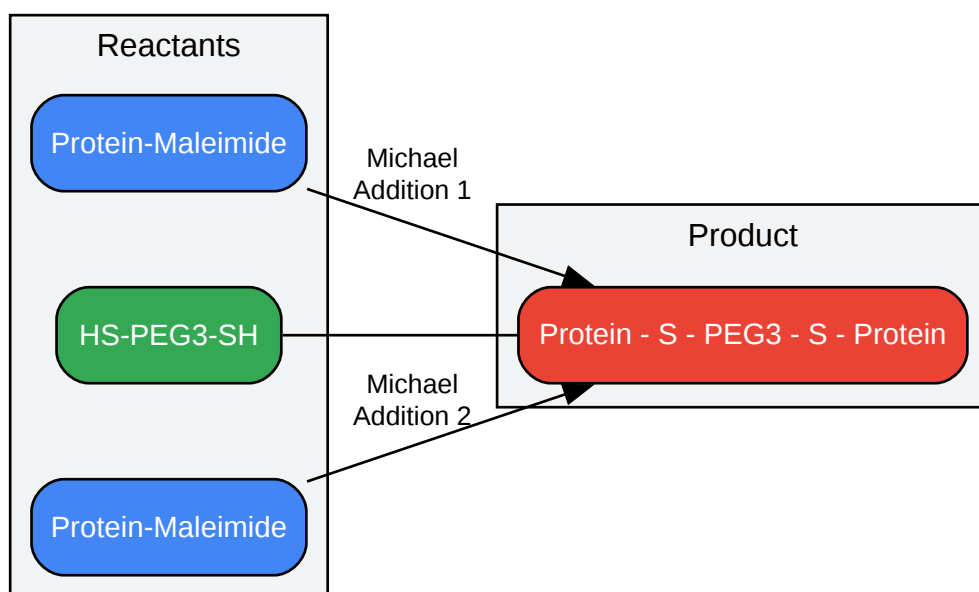 Reactants
Protein-Maleimide
Michael
Addition 1
Product
HS-PEG3-SH
Protein - S - PEG3 - S - Protein
Michael
Addition 2
Protein-Maleimide